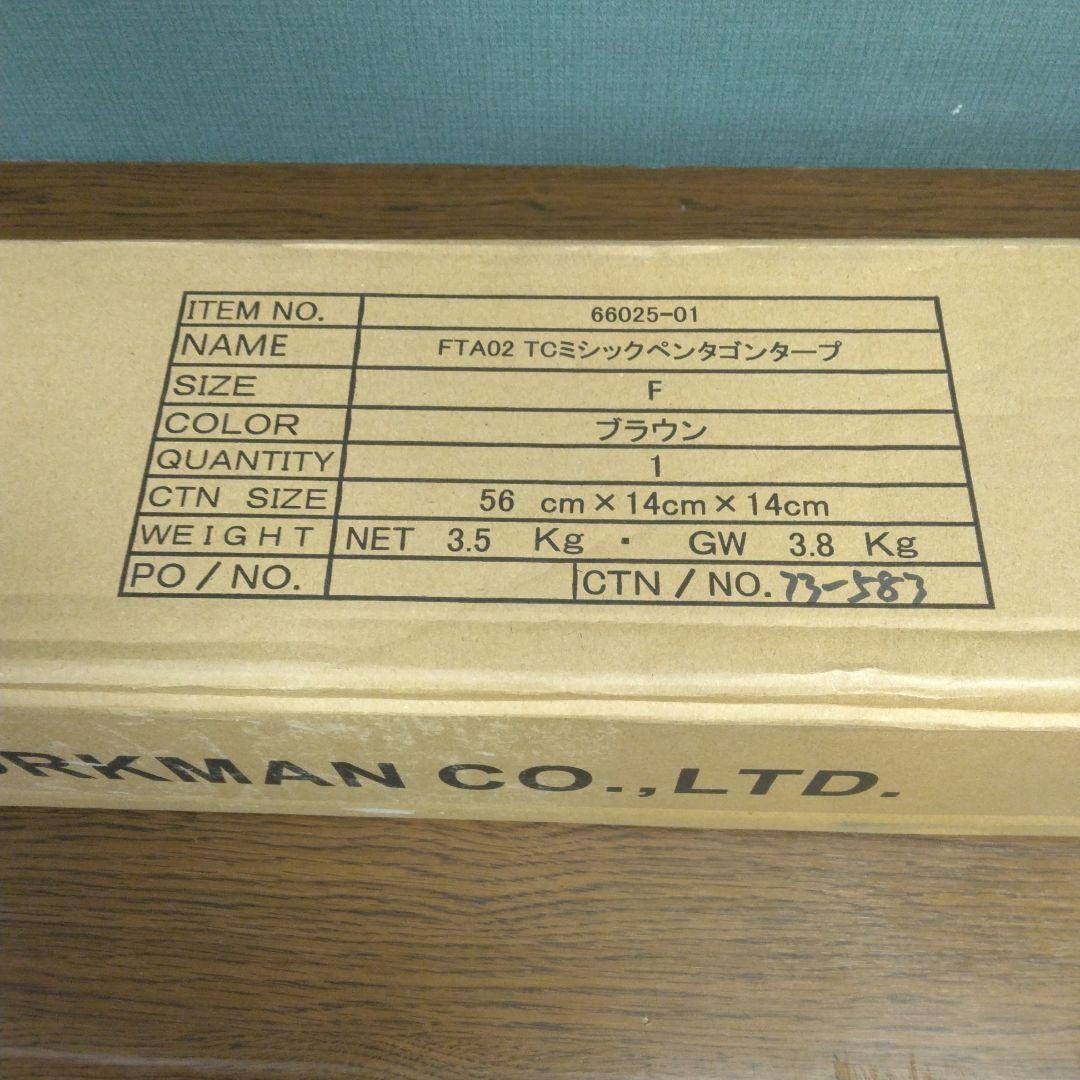 ITEM NO. 66025-01
NAME FTA02 TCミシックペンタゴンタープ
SIZE F
COLOR ブラウン
QUANTITY 1
CTN SIZE 56 cm×14cm×14cm
WEIGHT NET 3.5 Kg ・ GW 3.8 Kg
PO/NO. CTN/NO. 73-583
ORKMAN CO.,LTD.